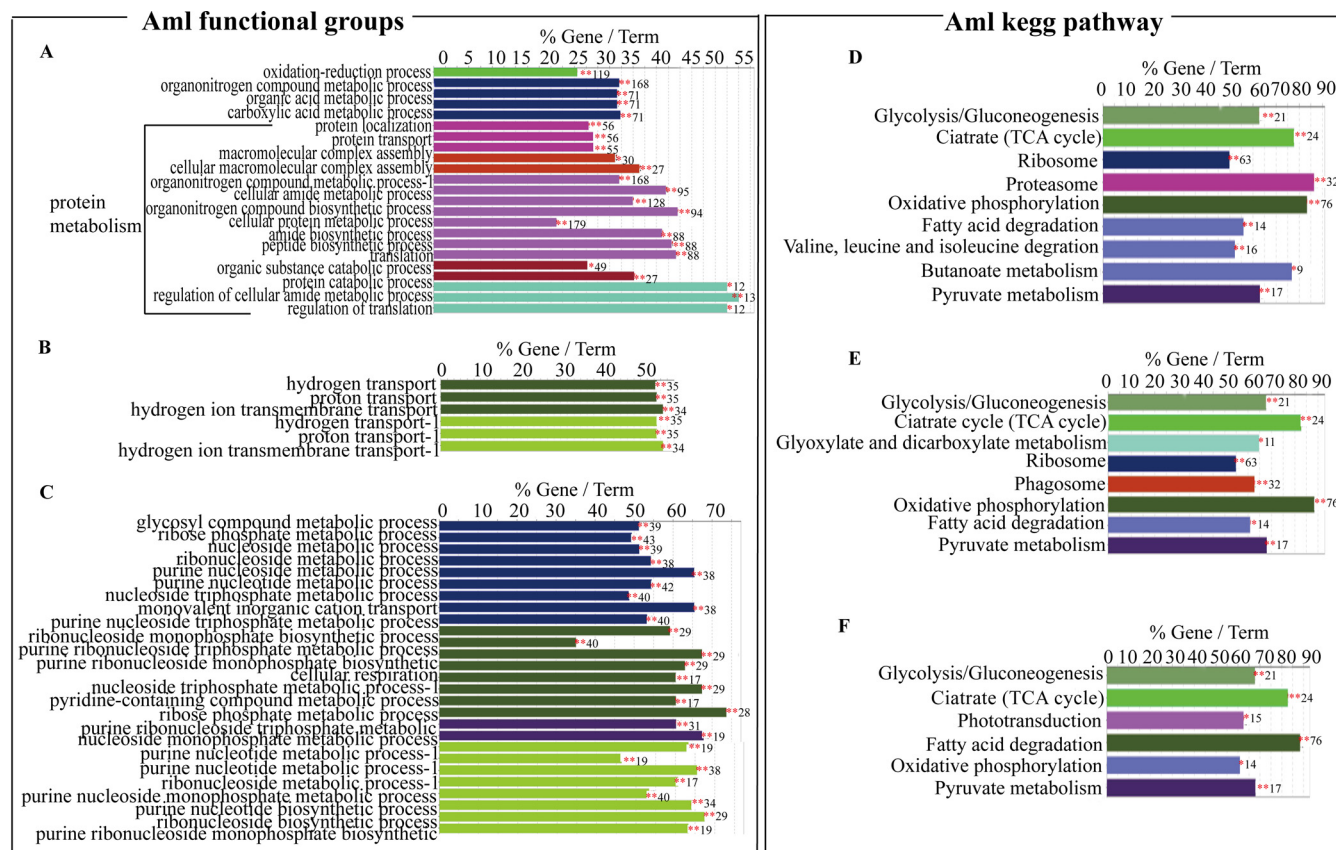 Aml functional groups
A
% Gene / Term
0 5 10 15 20 25 30 35 40 45 50 55
oxidation-reduction process **119
organonitrogen compound metabolic process **168
organic acid metabolic process **71
carboxylic acid metabolic process **71
protein metabolism
protein localization **56
protein transport **56
**55
macromolecular complex assembly *30
cellular macromolecular complex assembly **27
organonitrogen compound metabolic process-1 **168
cellular amide metabolic process **95
**128
organonitrogen compound biosynthetic process **94
cellular protein metabolic process **179
amide biosynthetic process **88
peptide biosynthetic process **88
translation **88
organic substance catabolic process *49
protein catabolic process **27
*12
regulation of cellular amide metabolic process **13
regulation of translation *12
B
% Gene / Term
0 10 20 30 40 50
hydrogen transport **35
proton transport **35
hydrogen ion transmembrane transport **34
hydrogen transport-1 **35
proton transport-1 **35
hydrogen ion transmembrane transport-1 **34
C
% Gene / Term
0 10 20 30 40 50 60 70
glycosyl compound metabolic process **39
ribose phosphate metabolic process **43
nucleoside metabolic process **39
ribonucleoside metabolic process **38
purine nucleoside metabolic process **38
purine nucleotide metabolic process **42
nucleoside triphosphate metabolic process **40
monovalent inorganic cation transport **38
purine nucleoside triphosphate metabolic process **40
ribonucleoside monophosphate biosynthetic process **29
**40
purine ribonucleoside triphosphate metabolic process **29
purine ribonucleoside monophosphate biosynthetic **29
cellular respiration **17
nucleoside triphosphate metabolic process-1 **29
pyridine-containing compound metabolic process **17
ribose phosphate metabolic process **28
purine ribonucleoside triphosphate metabolic **31
nucleoside monophosphate metabolic process **19
**19
purine nucleotide metabolic process-1 **19
purine nucleotide metabolic process-1 **38
ribonucleoside metabolic process-1 **17
purine nucleoside monophosphate metabolic process **40
purine nucleotide biosynthetic process **34
ribonucleoside biosynthetic process **29
purine ribonucleoside monophosphate biosynthetic **19
Aml kegg pathway
D
% Gene / Term
0 10 20 30 40 50 60 70 80 90
Glycolysis/Gluconeogenesis **21
Ciatrate (TCA cycle) **24
Ribosome **63
Proteasome **32
Oxidative phosphorylation **76
Fatty acid degradation **14
Valine, leucine and isoleucine degration **16
Butanoate metabolism *9
Pyruvate metabolism **17
E
% Gene / Term
0 10 20 30 40 50 60 70 80 90
Glycolysis/Gluconeogenesis **21
Ciatrate cycle (TCA cycle) **24
Glyoxylate and dicarboxylate metabolism *11
Ribosome **63
Phagosome **32
Oxidative phosphorylation **76
Fatty acid degradation **14
Pyruvate metabolism **17
F
% Gene / Term
0 10 20 30 40 50 60 70 80 90
Glycolysis/Gluconeogenesis **21
Ciatrate (TCA cycle) **24
Phototransduction *15
Fatty acid degradation **76
Oxidative phosphorylation *14
Pyruvate metabolism **17